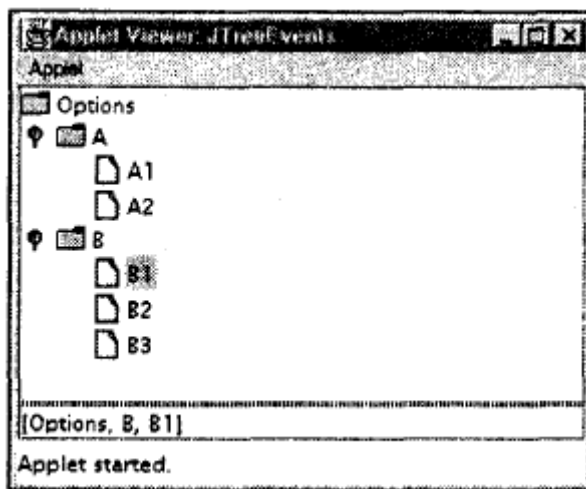 Applet Viewer: JTreeEvents
Applet
Options
A
A1
A2
B
B1
B2
B3
[Options, B, B1]
Applet started.